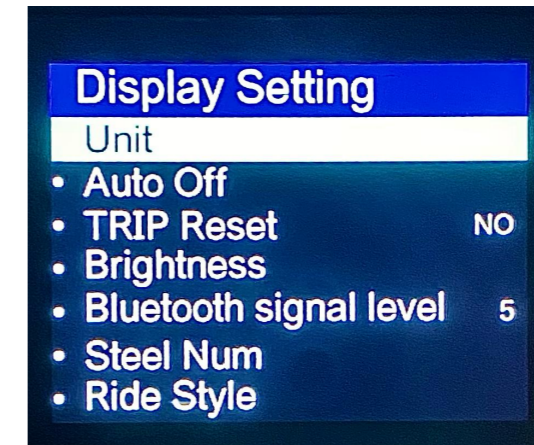 Display Setting
Unit
• Auto Off
• TRIP Reset NO
• Brightness
• Bluetooth signal level 5
• Steel Num
• Ride Style